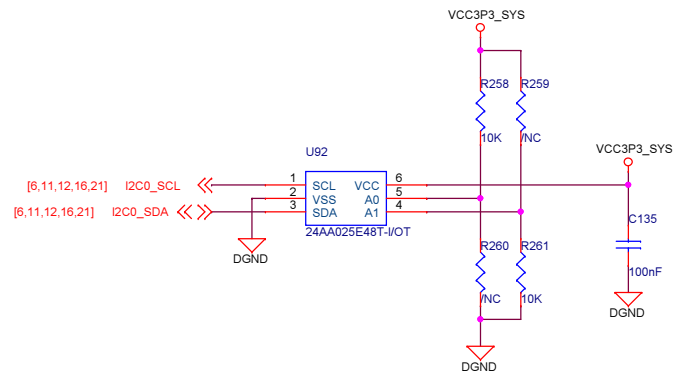 VCC3P3_SYS
R258 R259
10K /NC
U92
VCC3P3_SYS
[6,11,12,16,21] I2C0_SCL 1 SCL VCC 6
2 VSS A0 5
[6,11,12,16,21] I2C0_SDA 3 SDA A1 4
24AA025E48T-I/OT
C135
DGND
R260 R261
100nF
/NC 10K
DGND
DGND